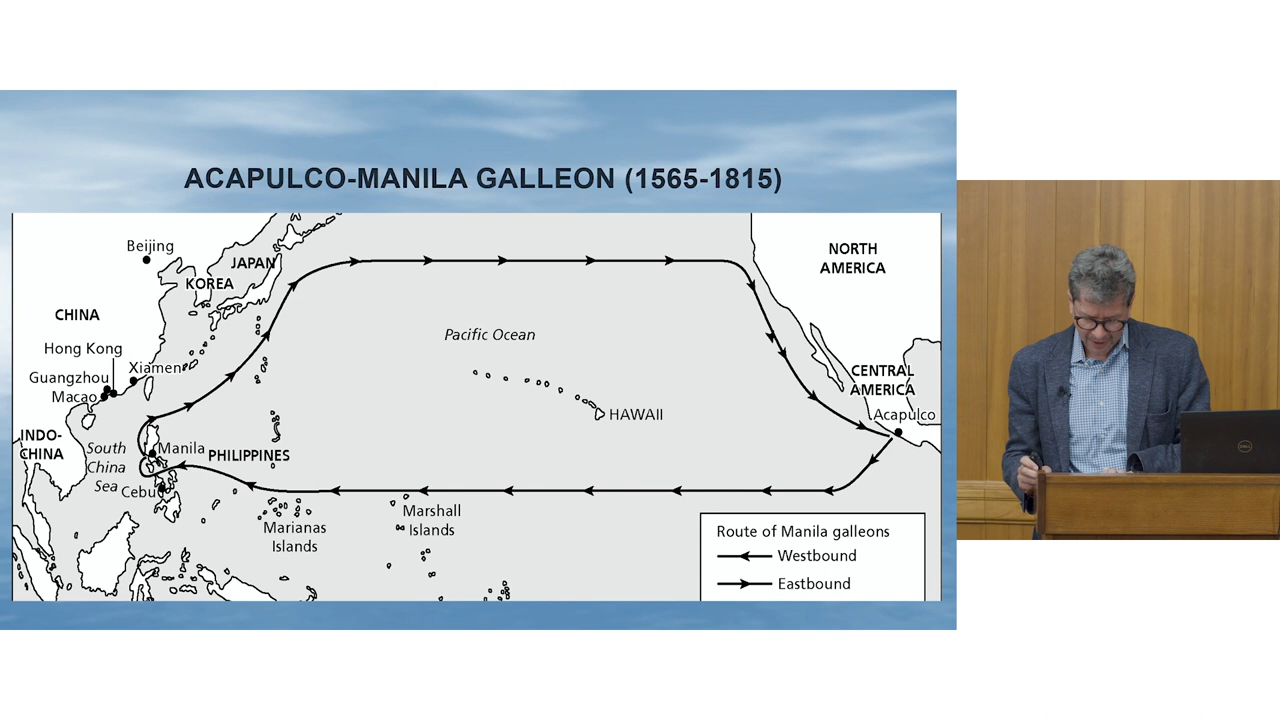 ACAPULCO-MANILA GALLEON (1565-1815)
Beijing
JAPAN
KOREA
NORTH
AMERICA
CHINA
Pacific Ocean
Hong Kong
Xiamen
Guangzhou
Macao
CENTRAL
AMERICA
HAWAII
Acapulco
INDO-
CHINA
South
China
Sea
Manila
PHILIPPINES
Cebu
Marianas
Islands
Marshall
Islands
Route of Manila galleons
Westbound
Eastbound
DELL